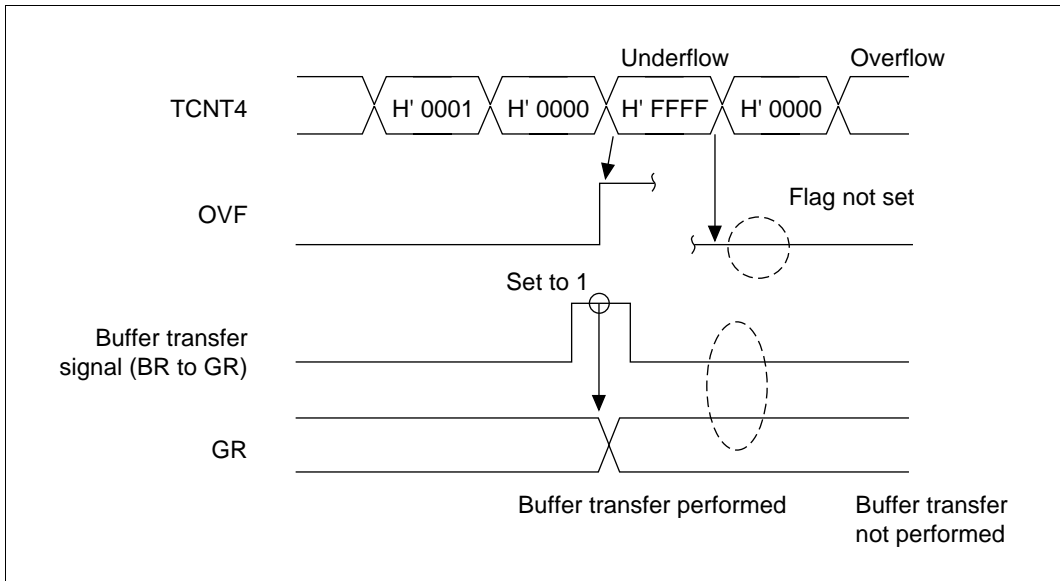 Underflow Overflow
TCNT4 H' 0001 H' 0000 H' FFFF H' 0000
OVF
Flag not set
Set to 1
Buffer transfer
signal (BR to GR)
GR
Buffer transfer performed
Buffer transfer
not performed